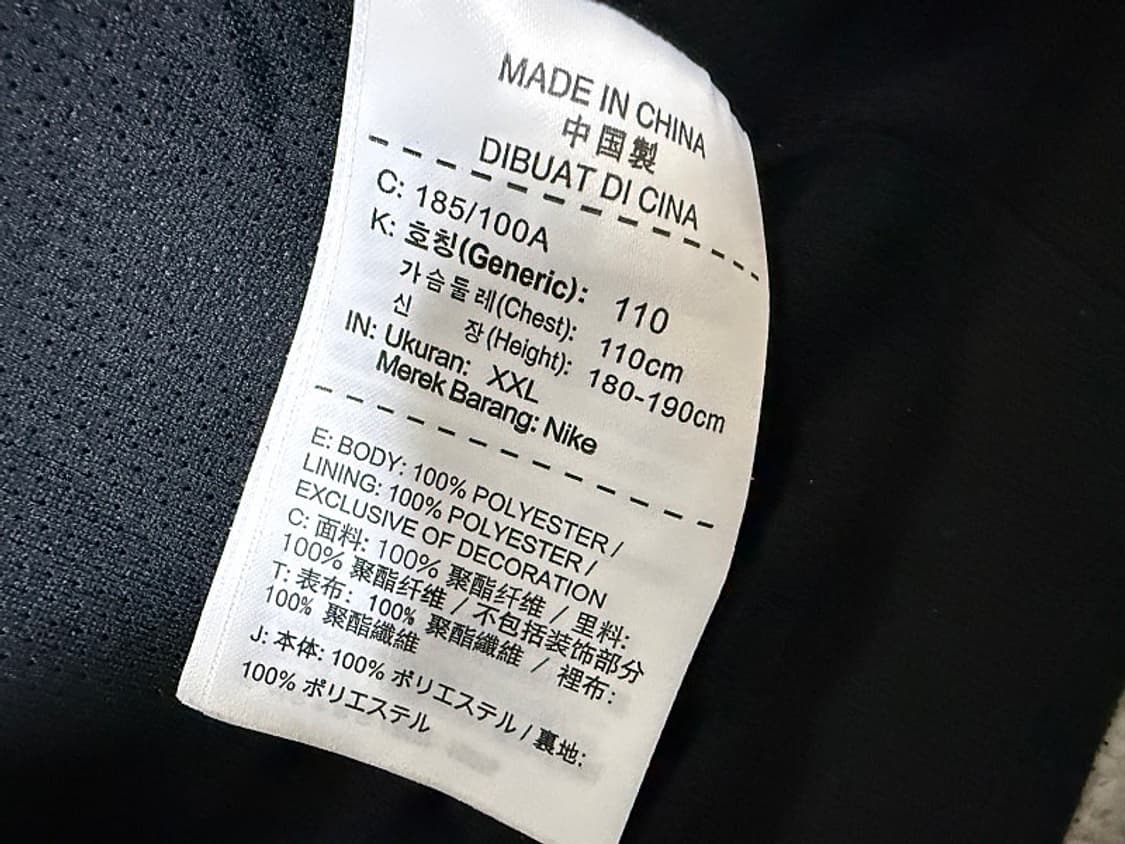 MADE IN CHINA
中国製
DIBUAT DI CINA
C: 185/100A
K: 호칭(Generic): 110
가슴둘레(Chest): 110cm
신 장(Height): 180-190cm
IN: Ukuran: XXL
Merek Barang: Nike
E: BODY: 100% POLYESTER /
LINING: 100% POLYESTER /
EXCLUSIVE OF DECORATION
C: 面料: 100% 聚酯纤维 / 里料:
100% 聚酯纤维 / 不包括装饰部分
T: 表布: 100% 聚酯纖維 / 裡布:
100% 聚酯纖維
J: 本体: 100% ポリエステル / 裏地:
100% ポリエステル